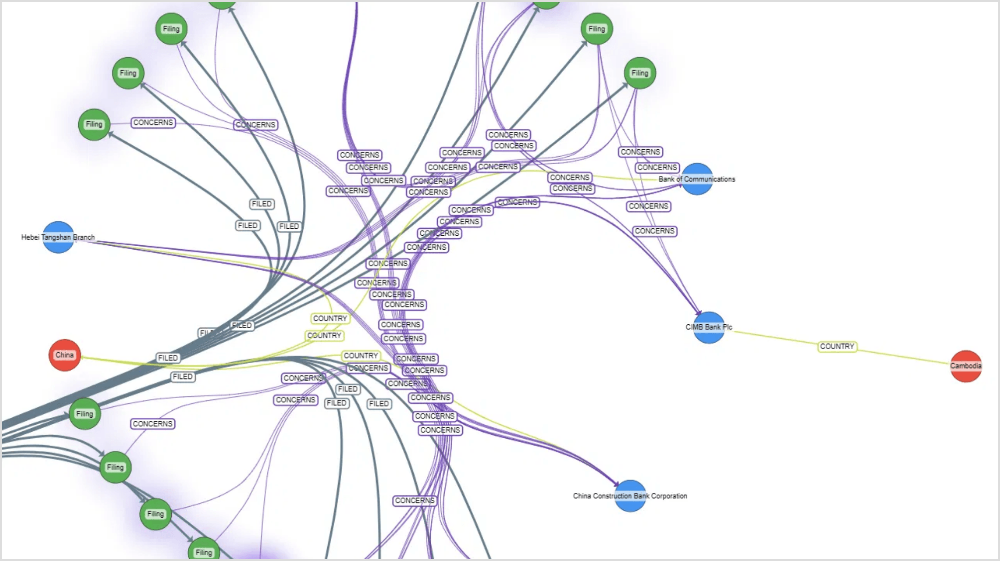 Filing
Filing
Filing
Filing
Filing
CONCERNS
CONCERNS
CONCERNS
CONCERNS
CONCERNS
CONCERNS
CONCERNS
CONCERNS
CONCERNS
CONCERNS
CONCERNS
CONCERNS
CONCERNS
CONCERNS
Bank of Communications
CONCERNS
CONCERNS
CONCERNS
CONCERNS
CONCERNS
CONCERNS
FILED
CONCERNS
CONCERNS
CONCERNS
FILED
FILED
CONCERNS
CONCERNS
Hebei Tangshan Branch
CONCERNS
CONCERNS
CONCERNS
CONCERNS
CONCERNS
COUNTRY
CONCERNS
FILED
CIMB Bank Plc
COUNTRY
CONCERNS
COUNTRY
China
COUNTRY
FILED
CONCERNS
Cambodia
CONCERNS
CONCERNS
FILED
CONCERNS
CONCERNS
FILED
CONCERNS
CONCERNS
FILED
FILED
Filing
CONCERNS
CONCERNS
CONCERNS
Filing
China Construction Bank Corporation
CONCERNS
Filing
Filing